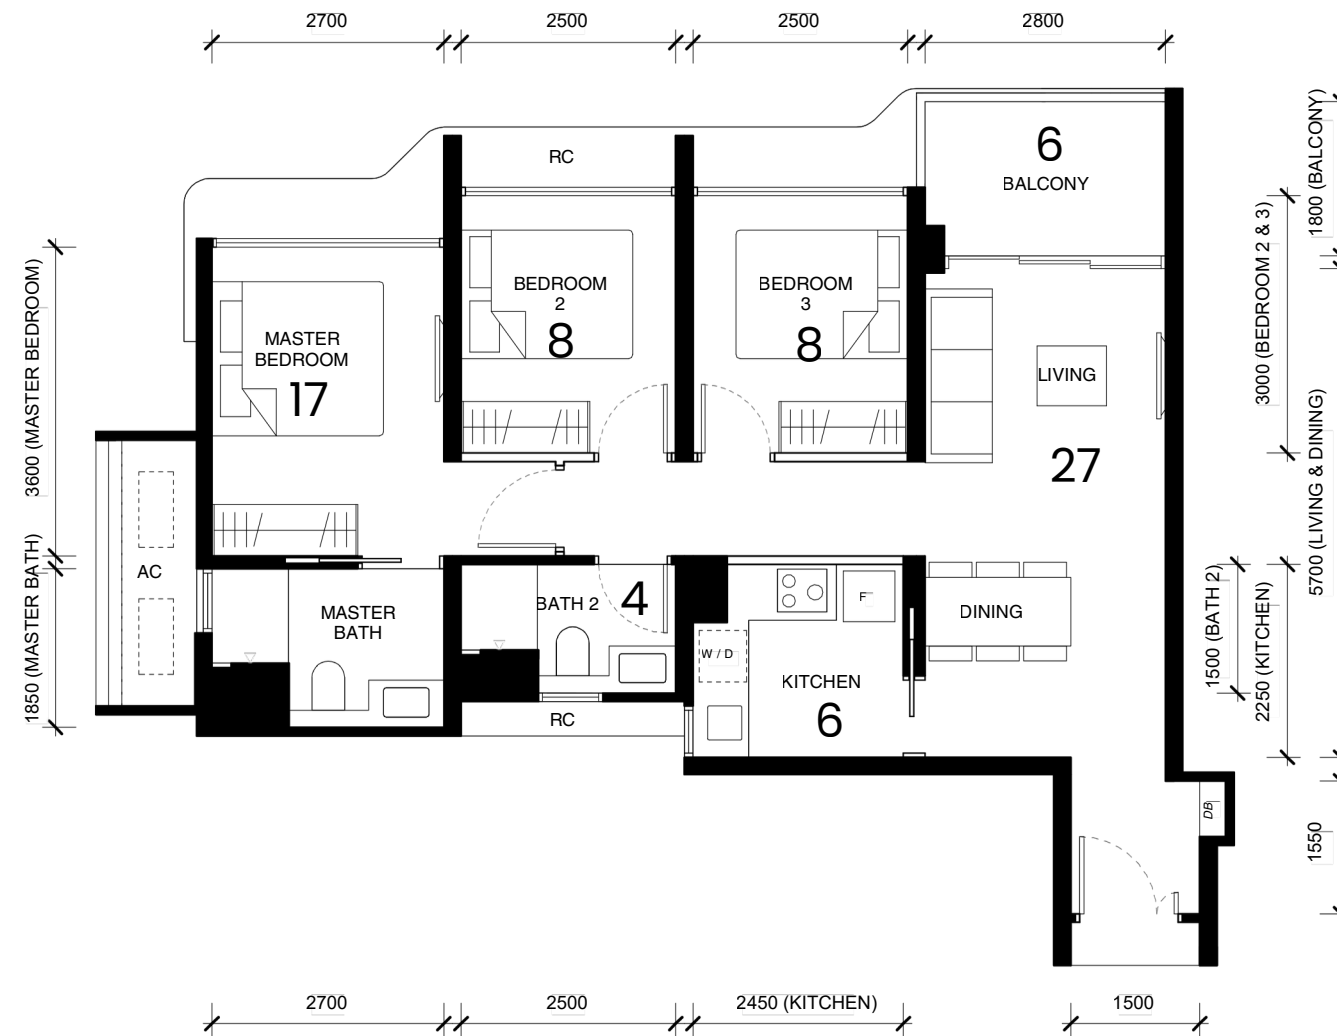 2700
2500
2500
2800
RC
6
BALCONY
1800 (BALCONY)
3000 (BEDROOM 2 & 3)
3600 (MASTER BEDROOM)
MASTER
BEDROOM
17
BEDROOM
2
8
BEDROOM
3
8
LIVING
27
5700 (LIVING & DINING)
AC
1850 (MASTER BATH)
MASTER
BATH
BATH 2
4
F
DINING
1500 (BATH 2)
2250 (KITCHEN)
W / D
KITCHEN
6
RC
DB
1550
2700
2500
2450 (KITCHEN)
1500